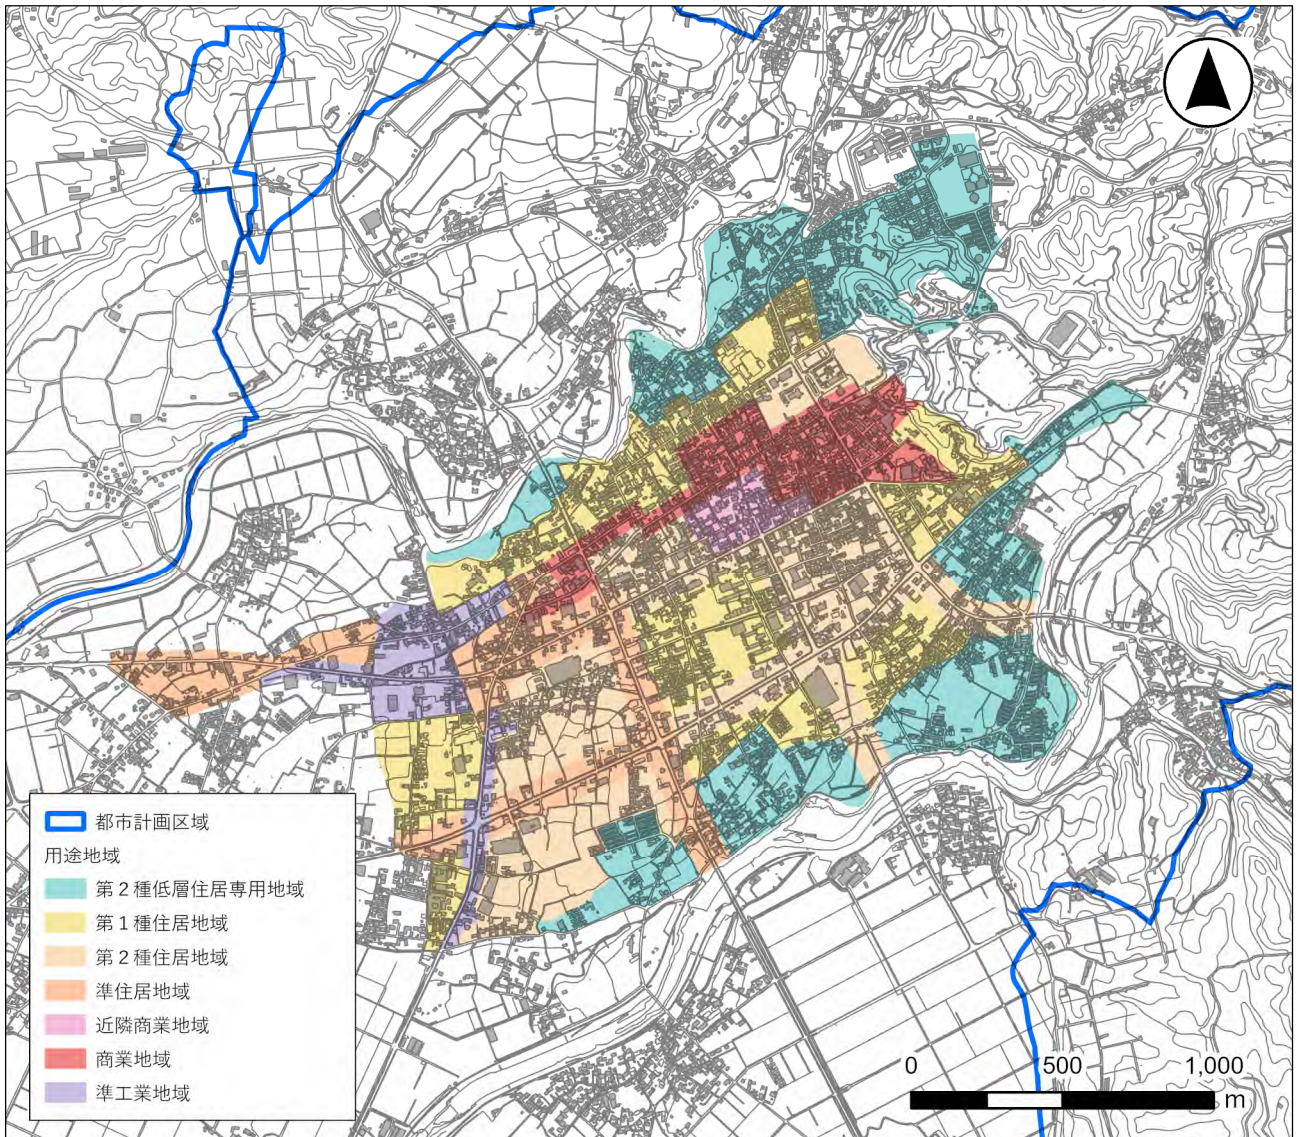 都市計画区域
用途地域
第２種低層住居専用地域
第１種住居地域
第２種住居地域
準住居地域
近隣商業地域
商業地域
準工業地域
0 500 1,000
m